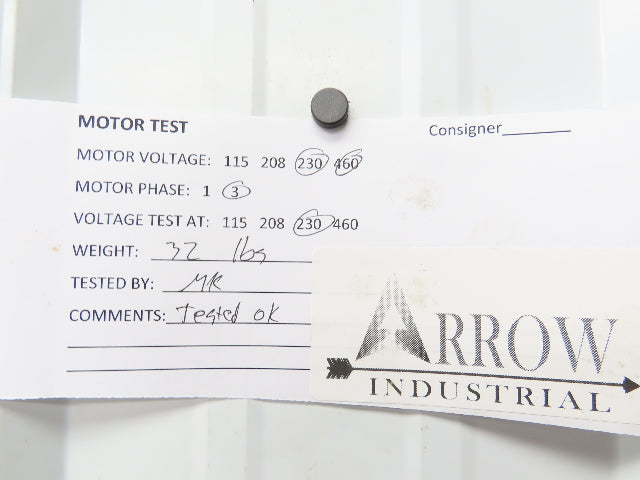 MOTOR TEST
Consigner
MOTOR VOLTAGE: 115 208 230 460
MOTOR PHASE: 1 3
VOLTAGE TEST AT: 115 208 230 460
WEIGHT: 32 lbs
TESTED BY: MK
COMMENTS: Tested ok
ARROW
INDUSTRIAL